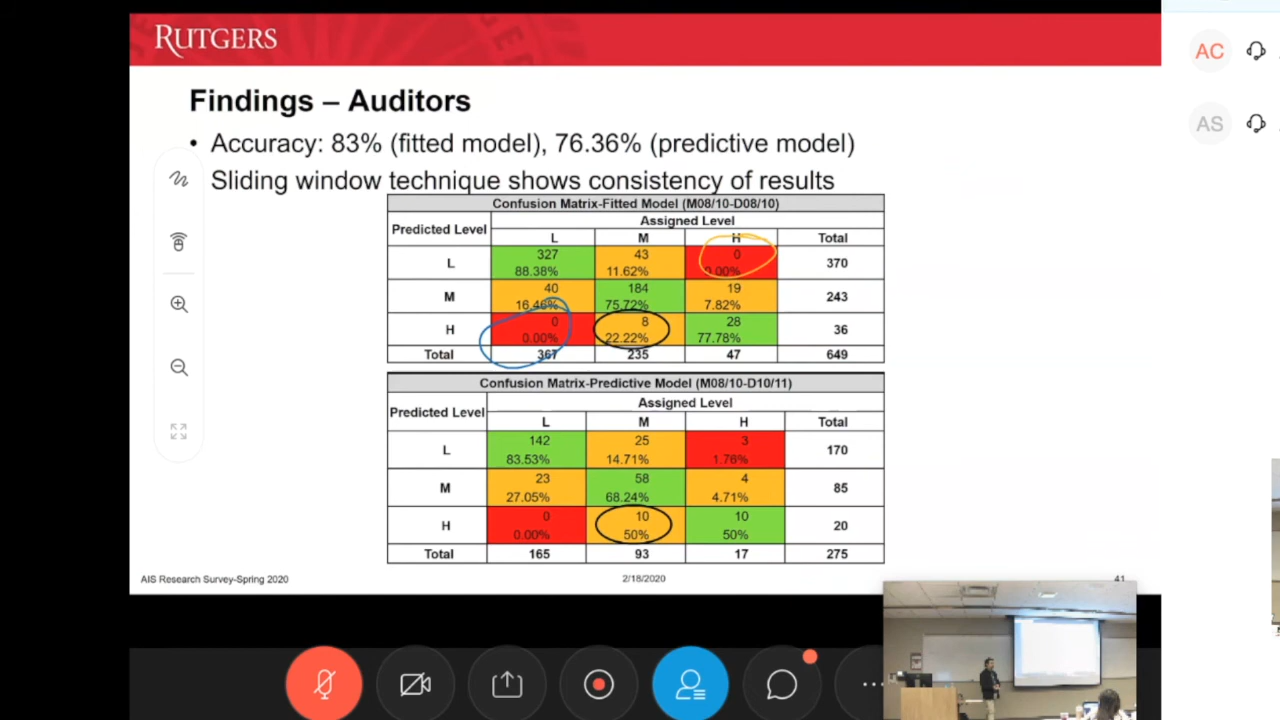 RUTGERS
AC
Findings – Auditors
• Accuracy: 83% (fitted model), 76.36% (predictive model)
AS
Sliding window technique shows consistency of results
Confusion Matrix-Fitted Model (M08/10-D08/10)
Predicted Level Assigned Level
L M H Total
L 327 43 0 370
88.38% 11.62% 0.00%
M 40 184 19 243
16.46% 75.72% 7.82%
H 0 8 28 36
0.00% 22.22% 77.78%
Total 367 235 47 649
Confusion Matrix-Predictive Model (M08/10-D10/11)
Predicted Level Assigned Level
L M H Total
L 142 25 3 170
83.53% 14.71% 1.76%
M 23 58 4 85
27.05% 68.24% 4.71%
H 0 10 10 20
0.00% 50% 50%
Total 165 93 17 275
AIS Research Survey-Spring 2020 2/18/2020 41